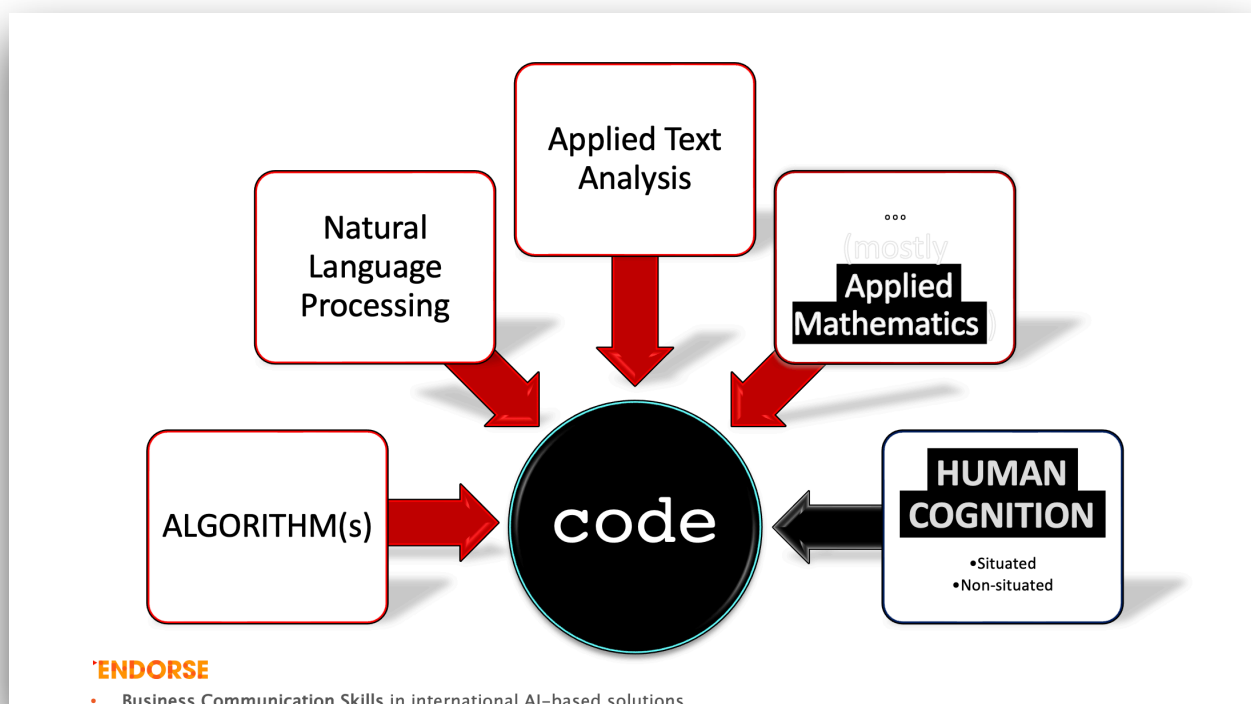 Applied Text
Analysis
Natural
Language
Processing
...
(mostly
Applied
Mathematics)
ALGORITHM(s)
code
HUMAN
COGNITION
•Situated
•Non-situated
ENDORSE
• Business Communication Skills in international AI-based solutions